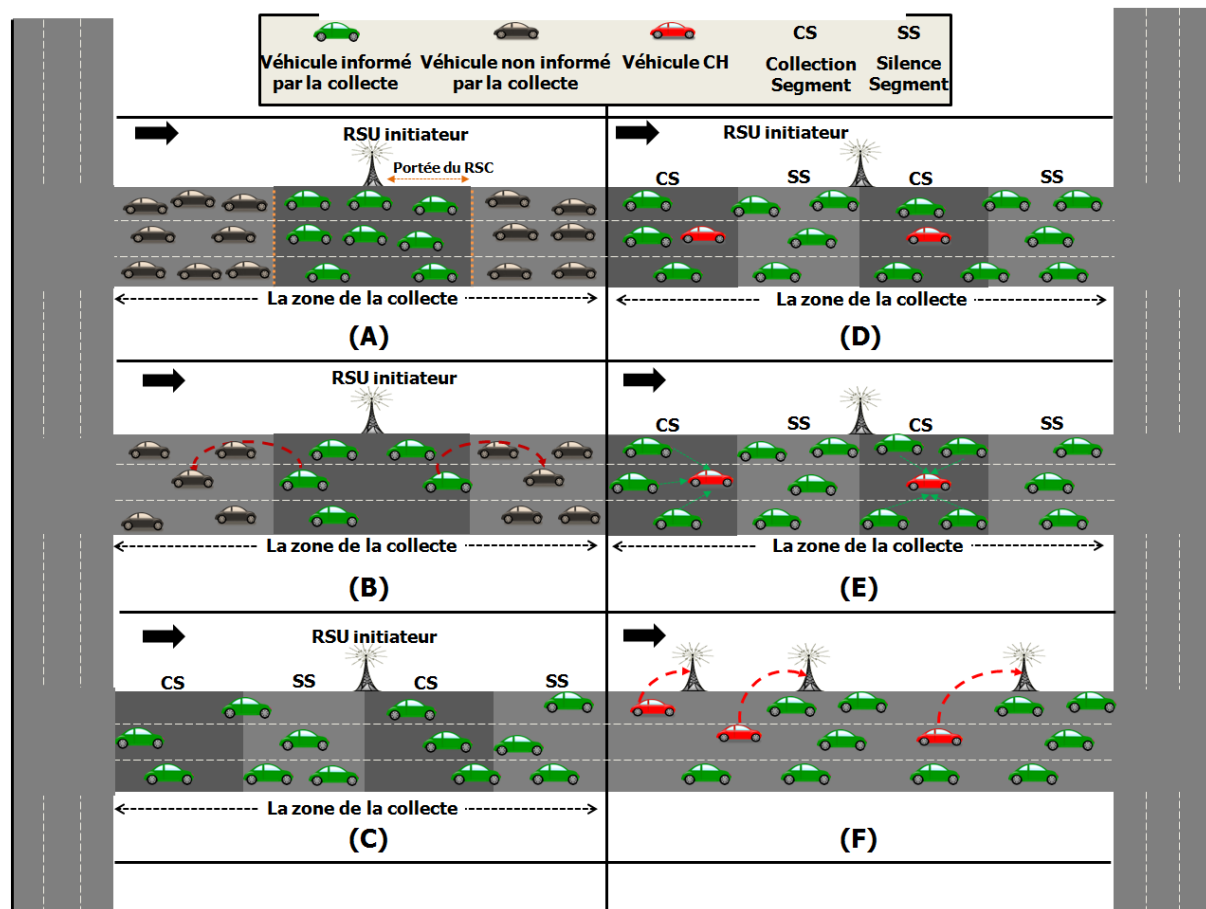 CS
SS
Véhicule informé
par la collecte
Véhicule non informé
par la collecte
Véhicule CH
Collection
Segment
Silence
Segment
RSU initiateur
Portée du RSC
La zone de la collecte
(A)
RSU initiateur
CS
SS
CS
SS
La zone de la collecte
(D)
RSU initiateur
La zone de la collecte
(B)
CS
SS
CS
SS
La zone de la collecte
(E)
RSU initiateur
CS
SS
CS
SS
La zone de la collecte
(C)
(F)